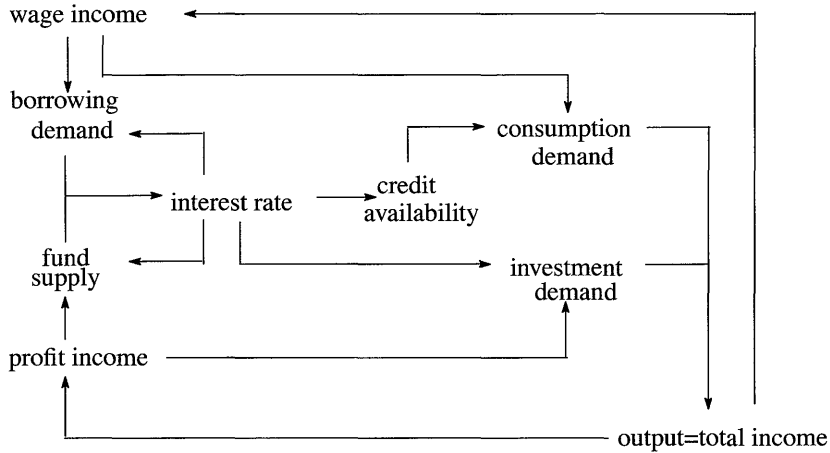 wage income
borrowing
demand
consumption
demand
interest rate
credit
availability
fund
supply
investment
demand
profit income
output=total income